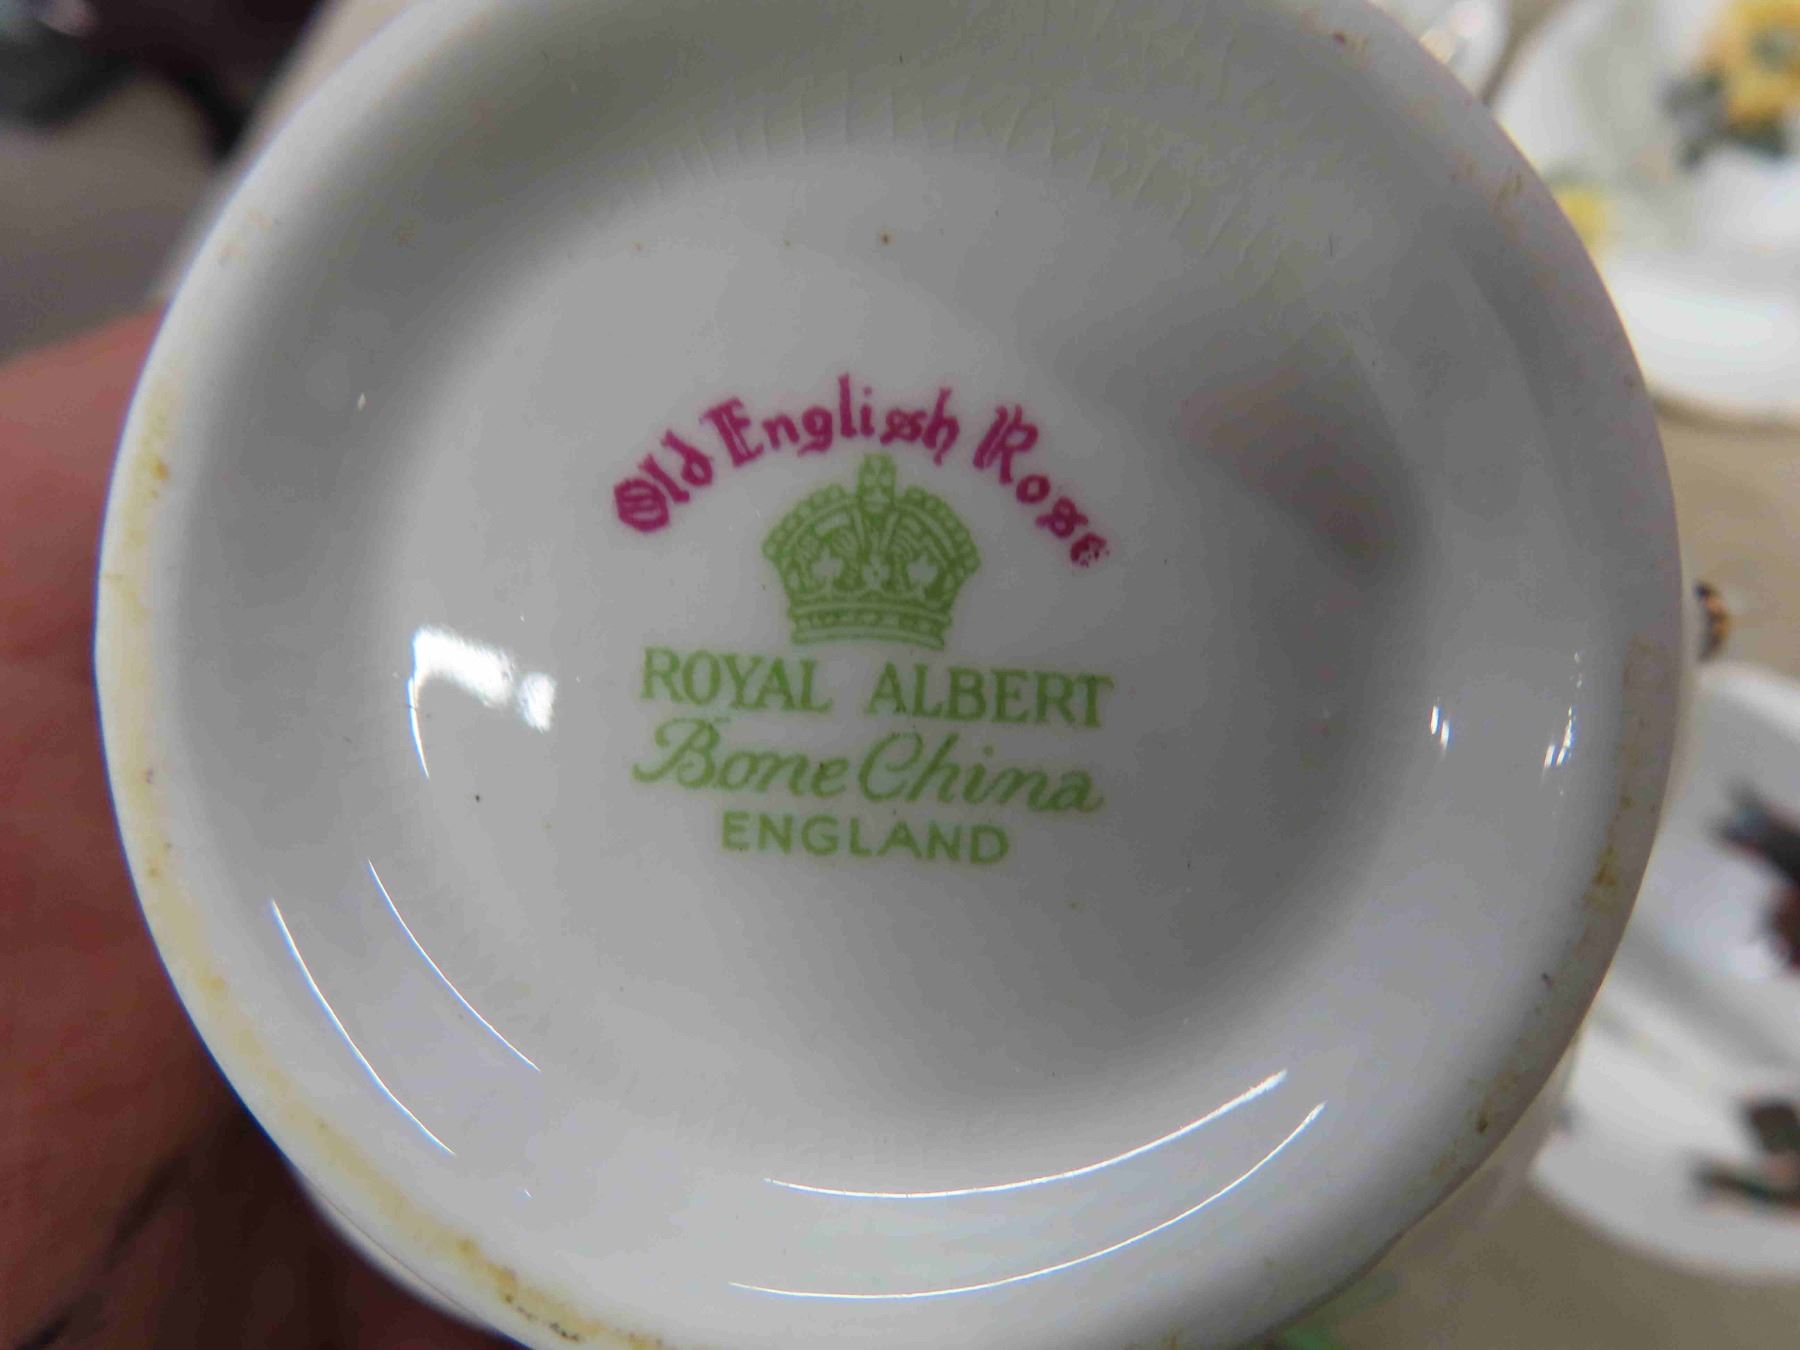 Old English Rose
ROYAL ALBERT
Bone China
ENGLAND